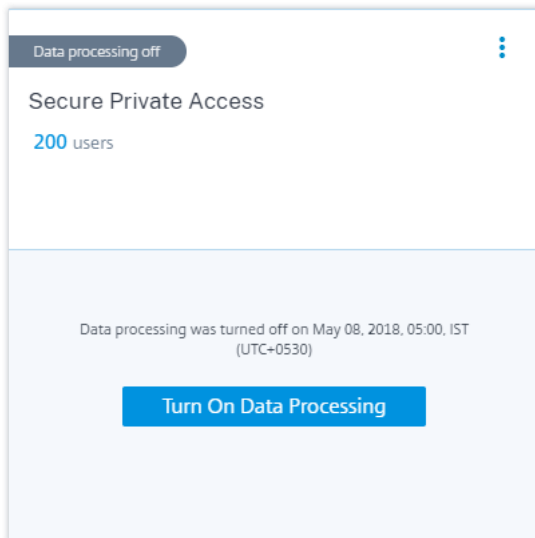 Data processing off
Secure Private Access
200 users
Data processing was turned off on May 08, 2018, 05:00, IST
(UTC+0530)
Turn On Data Processing